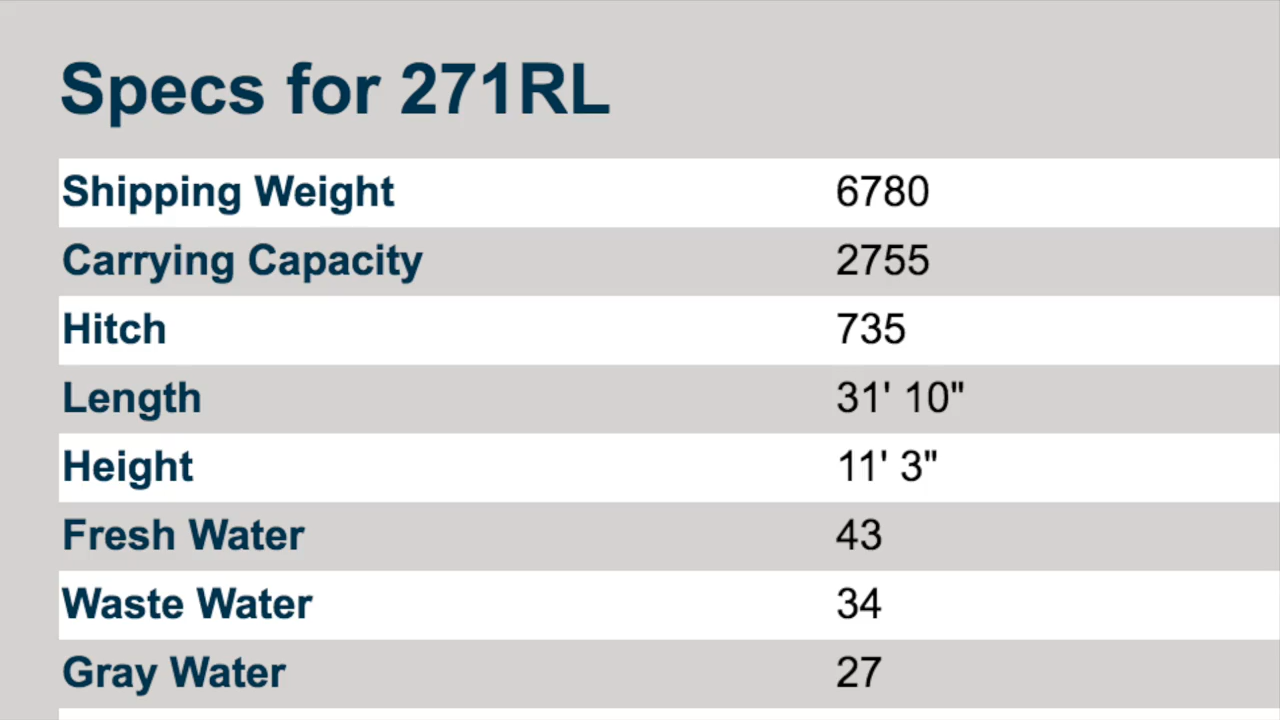 Specs for 271RL
Shipping Weight 6780
Carrying Capacity 2755
Hitch 735
Length 31' 10"
Height 11' 3"
Fresh Water 43
Waste Water 34
Gray Water 27